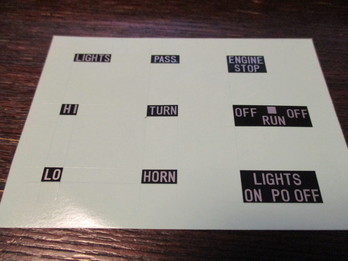 LIGHTS PASS ENGINE STOP
HI TURN OFF OFF RUN
LO HORN LIGHTS ON PO OFF